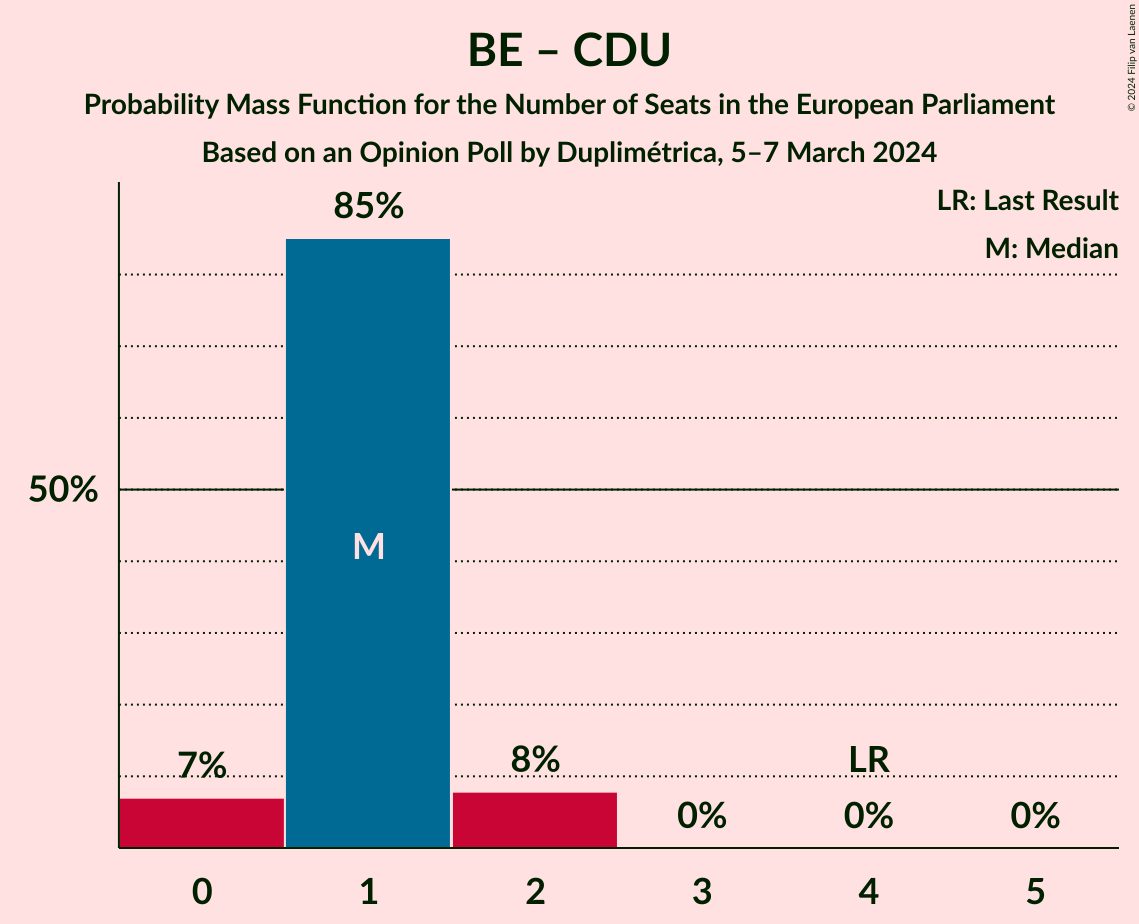 BE – CDU
Probability Mass Function for the Number of Seats in the European Parliament
Based on an Opinion Poll by Duplimétrica, 5–7 March 2024
© 2024 Filip van Laenen
LR: Last Result
M: Median
85%
50%
M
7%
8%
LR
0%
0%
0%
0
1
2
3
4
5